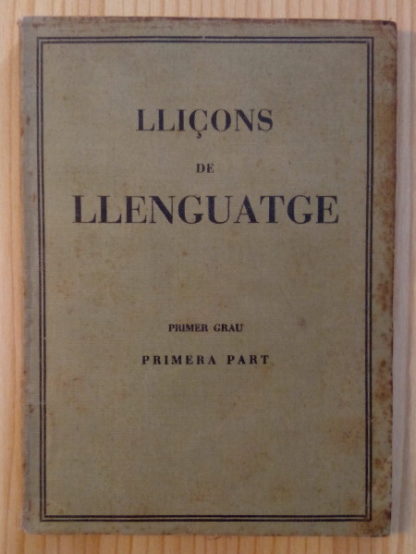 LLIÇONS
DE
LLENGUATGE
PRIMER GRAU
PRIMERA PART